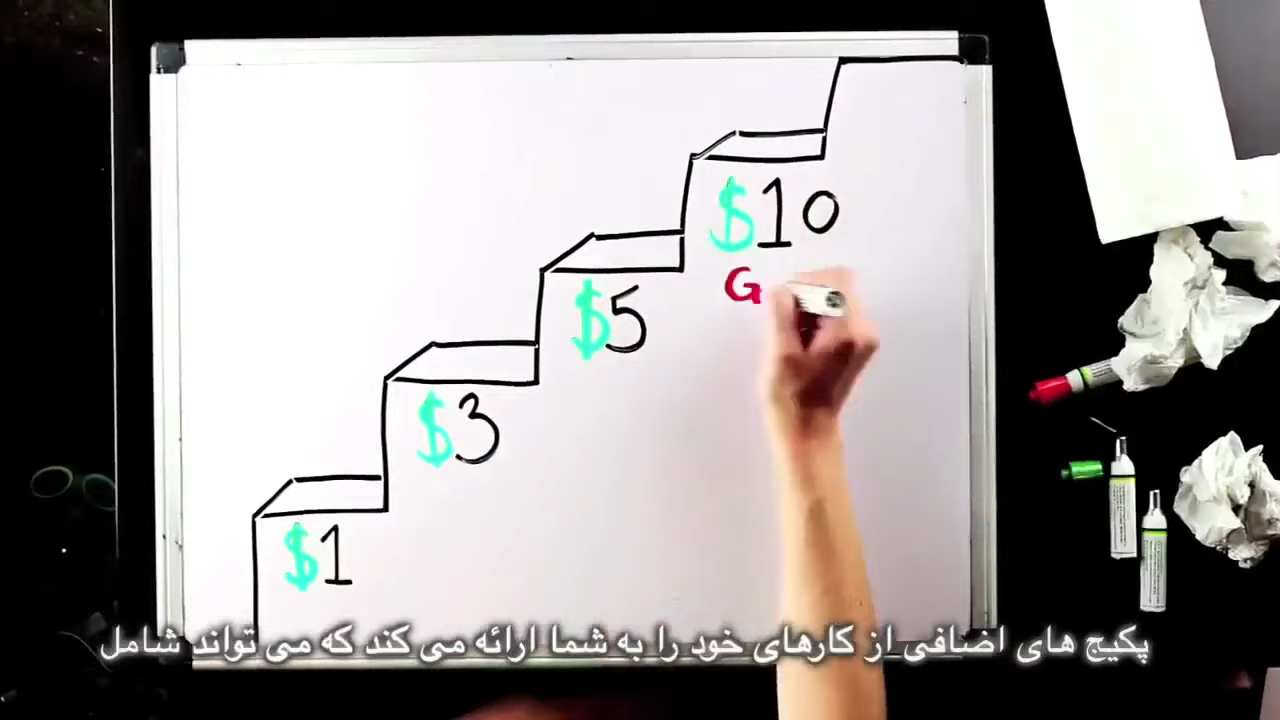 $10
G
$5
$3
$1
پکیج های اضافی از کارهای خود را به شما ارائه می کند که می تواند شامل